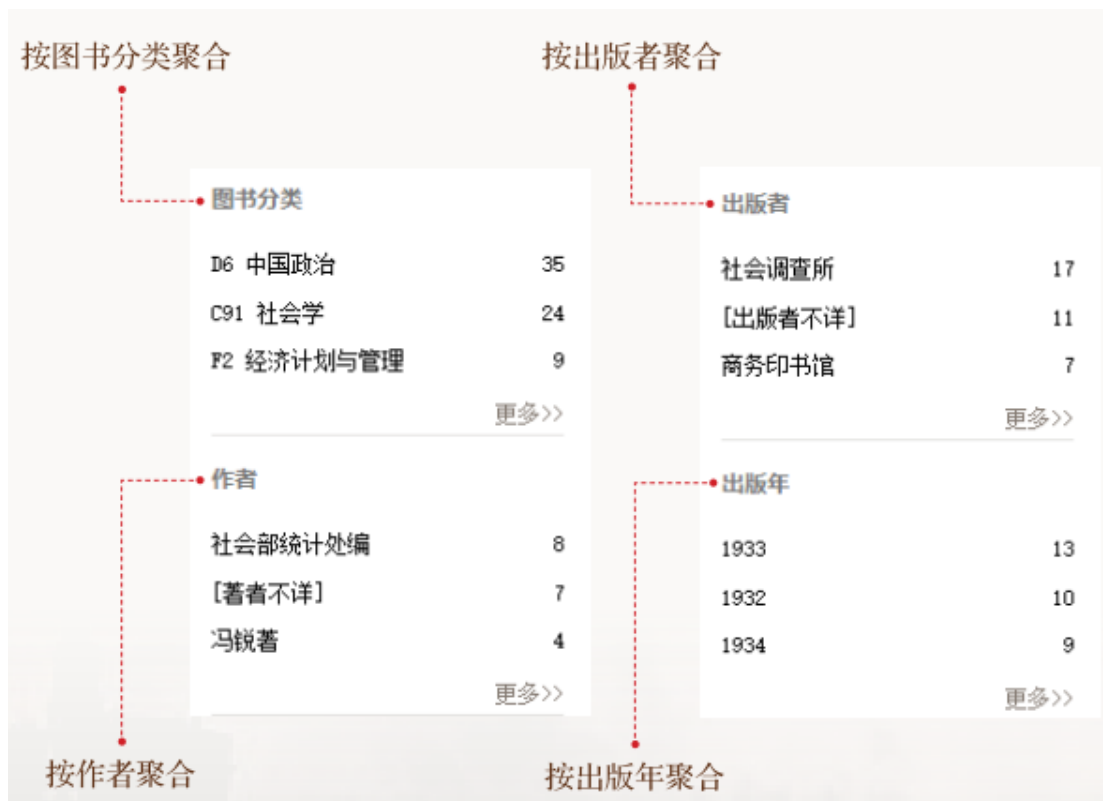 按图书分类聚合
按出版者聚合
图书分类
D6 中国政治 35
C91 社会学 24
F2 经济计划与管理 9
更多>>
作者
社会部统计处编 8
[著者不详] 7
冯锐著 4
更多>>
出版者
社会调查所 17
[出版者不详] 11
商务印书馆 7
更多>>
出版年
1933 13
1932 10
1934 9
更多>>
按作者聚合
按出版年聚合